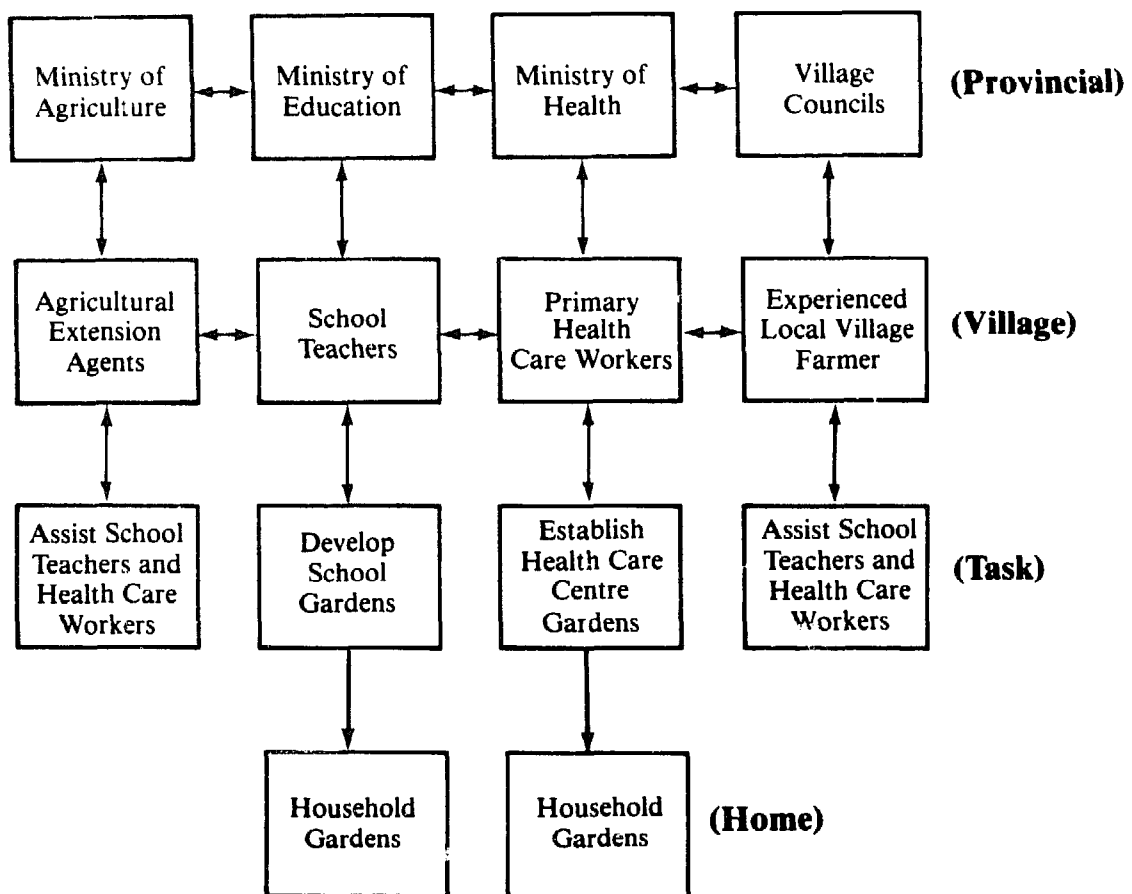 Ministry of
Agriculture
Ministry of
Education
Ministry of
Health
Village
Councils
(Provincial)
Agricultural
Extension
Agents
School
Teachers
Primary
Health
Care Workers
Experienced
Local Village
Farmer
(Village)
Assist School
Teachers and
Health Care
Workers
Develop
School
Gardens
Establish
Health Care
Centre
Gardens
Assist School
Teachers and
Health Care
Workers
(Task)
Household
Gardens
Household
Gardens
(Home)